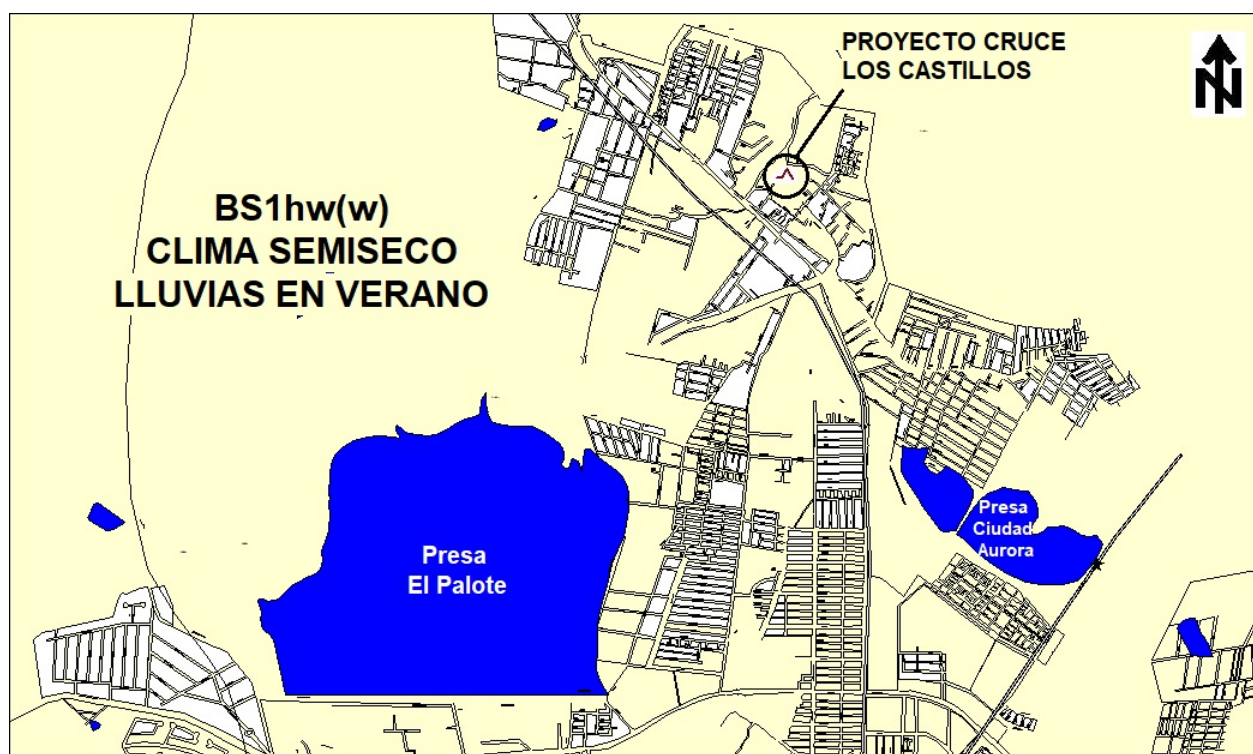 PROYECTO CRUCE
LOS CASTILLOS
N
BS1hw(w)
CLIMA SEMISECO
LLUVIAS EN VERANO
Presa
El Palote
Presa
Ciudad
Aurora